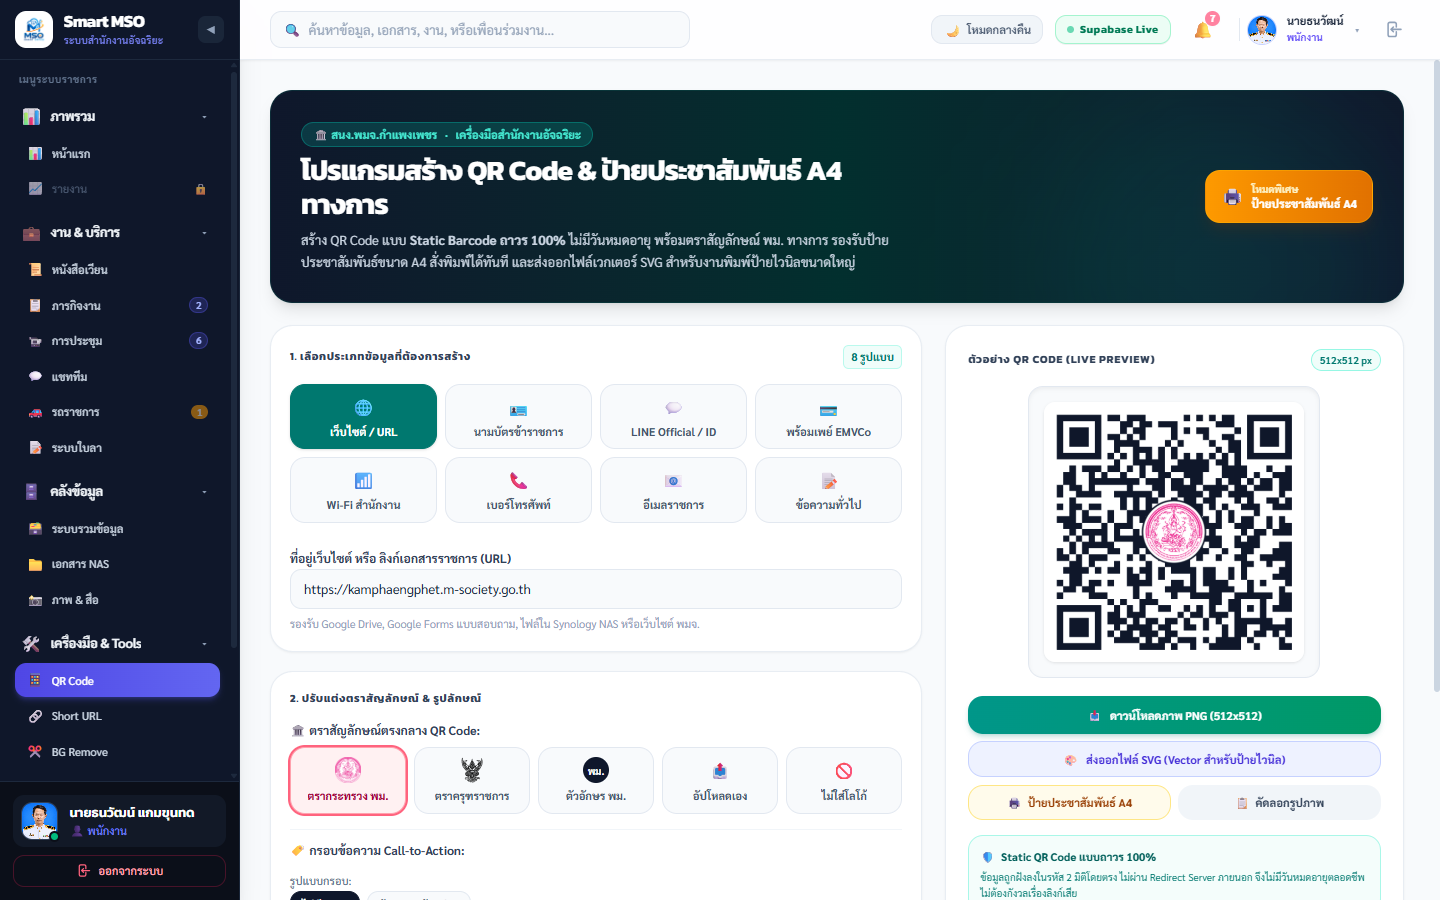 Smart MSO
ระบบสำนักงานอัจฉริยะ
เมนูระบบราชการ
ภาพรวม
หน้าแรก
รายงาน
งาน & บริการ
หนังสือเวียน
ภารกิจงาน
2
การประชุม
6
แชททีม
รถราชการ
1
ระบบใบลา
คลังข้อมูล
ระบบรวมข้อมูล
เอกสาร NAS
ภาพ & สื่อ
เครื่องมือ & Tools
QR Code
Short URL
BG Remove
นายธนวัฒน์ แกมขุนทด
พนักงาน
ออกจากระบบ
ค้นหาข้อมูล, เอกสาร, งาน, หรือเพื่อนร่วมงาน...
โหมดกลางคืน
Supabase Live
7
นายธนวัฒน์
พนักงาน
สนง.พมจ.กำแพงเพชร · เครื่องมือสำนักงานอัจฉริยะ
โปรแกรมสร้าง QR Code & ป้ายประชาสัมพันธ์ A4
ทางการ
สร้าง QR Code แบบ Static Barcode ถาวร 100% ไม่มีวันหมดอายุ พร้อมตราสัญลักษณ์ พม. ทางการ รองรับป้าย
ประชาสัมพันธ์ขนาด A4 สั่งพิมพ์ได้ทันที และส่งออกไฟล์เวกเตอร์ SVG สำหรับงานพิมพ์ป้ายไวนิลขนาดใหญ่
โหมดพิเศษ
ป้ายประชาสัมพันธ์ A4
1. เลือกประเภทข้อมูลที่ต้องการสร้าง
8 รูปแบบ
เว็บไซต์ / URL
นามบัตรข้าราชการ
LINE Official / ID
พร้อมเพย์ EMVCo
Wi-Fi สำนักงาน
เบอร์โทรศัพท์
อีเมลราชการ
ข้อความทั่วไป
ที่อยู่เว็บไซต์ หรือ ลิงก์เอกสารราชการ (URL)
https://kamphaengphet.m-society.go.th
รองรับ Google Drive, Google Forms แบบสอบถาม, ไฟล์ใน Synology NAS หรือเว็บไซต์ พมจ.
2. ปรับแต่งตราสัญลักษณ์ & รูปลักษณ์
ตราสัญลักษณ์ตรงกลาง QR Code:
ตรากระทรวง พม.
ตราครุฑราชการ
พม.
ตัวอักษร พม.
อัปโหลดเอง
ไม่ใส่โลโก้
กรอบข้อความ Call-to-Action:
รูปแบบกรอบ:
ตัวอย่าง QR CODE (LIVE PREVIEW)
512x512 px
ดาวน์โหลดภาพ PNG (512x512)
ส่งออกไฟล์ SVG (Vector สำหรับป้ายไวนิล)
ป้ายประชาสัมพันธ์ A4
คัดลอกรูปภาพ
Static QR Code แบบถาวร 100%
ข้อมูลถูกฝังลงในรหัส 2 มิติโดยตรง ไม่ผ่าน Redirect Server ภายนอก จึงไม่มีวันหมดอายุตลอดชีพ
ไม่ต้องกังวลเรื่องลิงก์เสีย